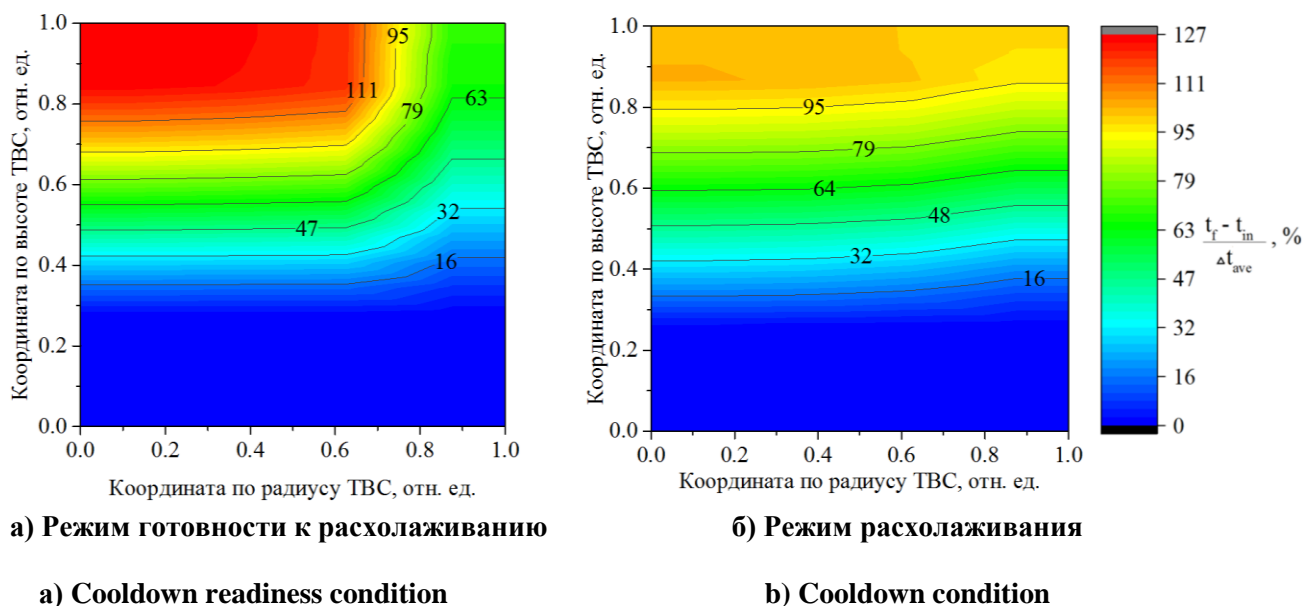 1.0
0.8
0.6
0.4
0.2
0.0
0.0 0.2 0.4 0.6 0.8 1.0
Координата по высоте ТВС, отн. ед.
Координата по радиусу ТВС, отн. ед.
95
111
79
63
47
32
16
а) Режим готовности к расхолаживанию
a) Cooldown readiness condition
1.0
0.8
0.6
0.4
0.2
0.0
0.0 0.2 0.4 0.6 0.8 1.0
Координата по высоте ТВС, отн. ед.
Координата по радиусу ТВС, отн. ед.
95
79
64
48
32
16
б) Режим расхолаживания
b) Cooldown condition
127
111
95
79
63
47
32
16
0
t_f - t_in
Δt_ave , %